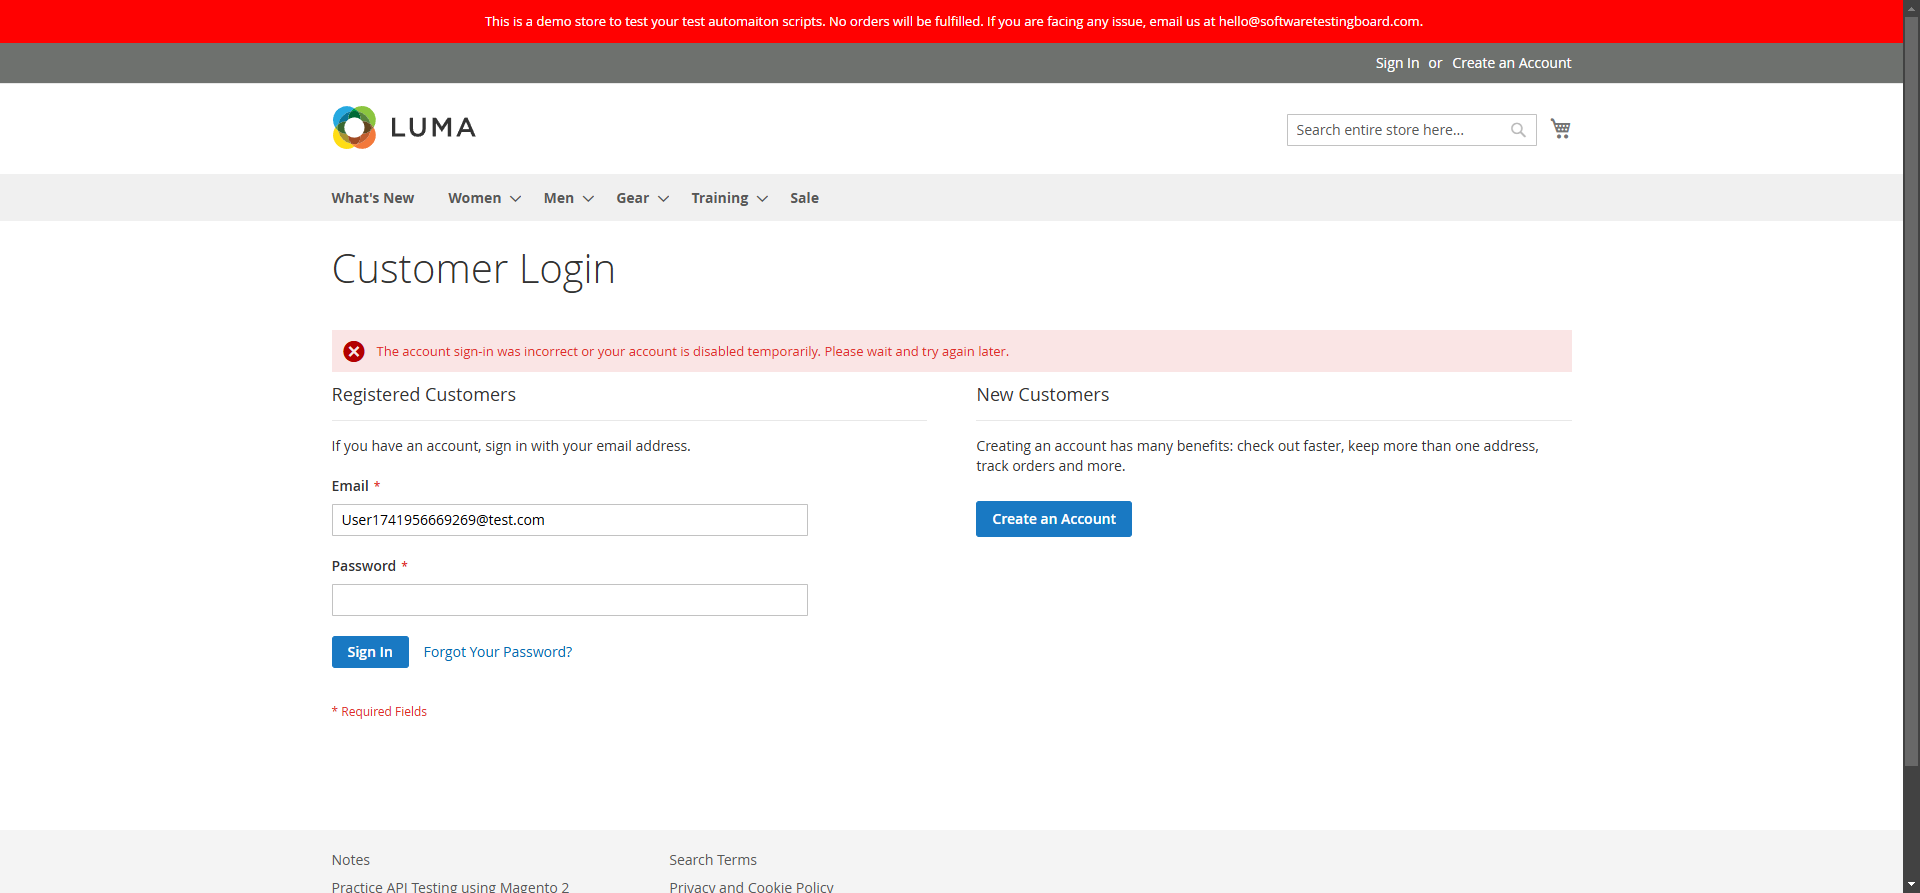 This is a demo store to test your test automaiton scripts. No orders will be fulfilled. If you are facing any issue, email us at hello@softwaretestingboard.com.
Sign In or Create an Account
LUMA
Search entire store here...
What's New Women Men Gear Training Sale
Customer Login
The account sign-in was incorrect or your account is disabled temporarily. Please wait and try again later.
Registered Customers
If you have an account, sign in with your email address.
Email *
User1741956669269@test.com
Password *
Sign In Forgot Your Password?
* Required Fields
New Customers
Creating an account has many benefits: check out faster, keep more than one address,
track orders and more.
Create an Account
Notes
Practice API Testing using Magento 2
Search Terms
Privacy and Cookie Policy